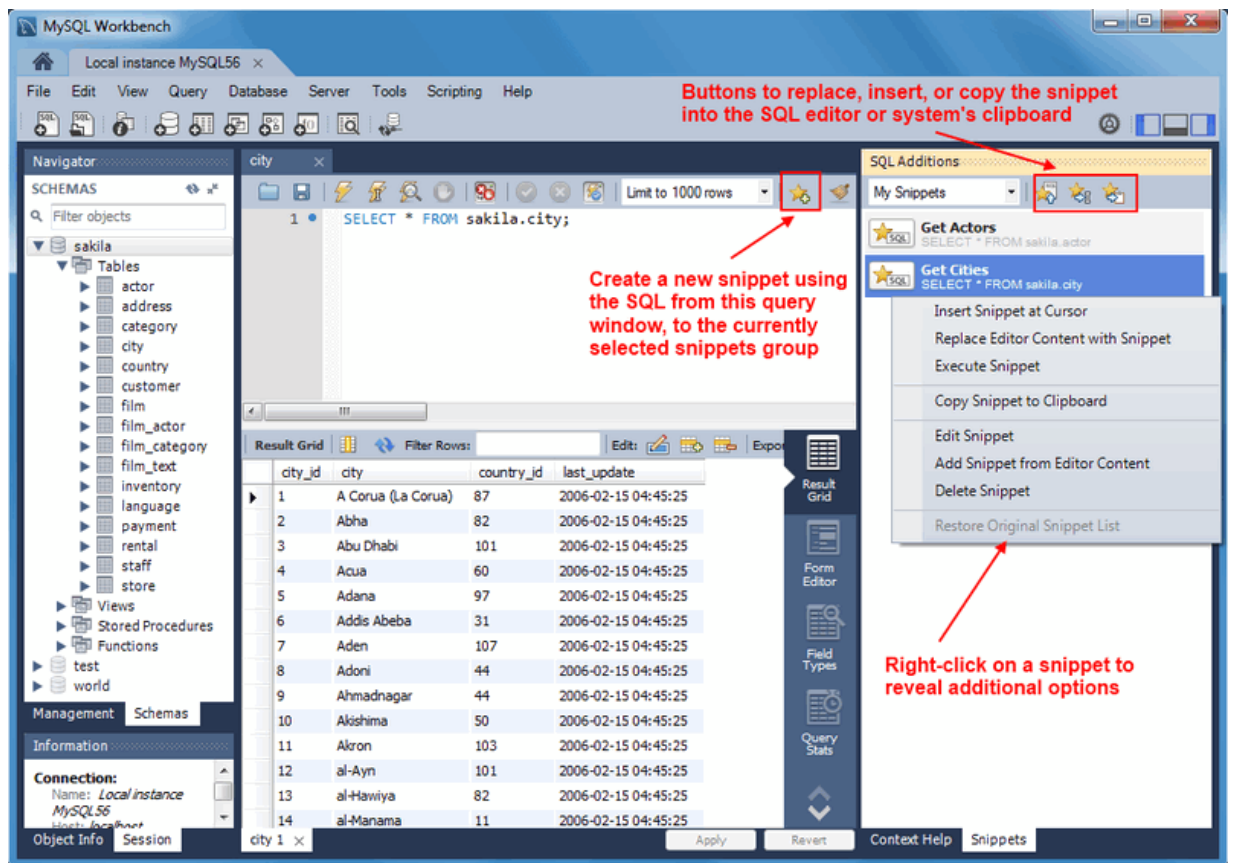 MySQL Workbench
Local instance MySQL56
File Edit View Query Database Server Tools Scripting Help
Buttons to replace, insert, or copy the snippet
into the SQL editor or system's clipboard
Navigator
SCHEMAS
Filter objects
sakila
Tables
actor
address
category
city
country
customer
film
film_actor
film_category
film_text
inventory
language
payment
rental
staff
store
Views
Stored Procedures
Functions
test
world
Management Schemas
Information
Connection:
Name: Local instance
MySQL56
Host: localhost
Object Info Session
city
Limit to 1000 rows
1 SELECT * FROM sakila.city;
Create a new snippet using
the SQL from this query
window, to the currently
selected snippets group
Result Grid Filter Rows: Edit: Expor
city_id city country_id last_update
1 A Corua (La Corua) 87 2006-02-15 04:45:25
2 Abha 82 2006-02-15 04:45:25
3 Abu Dhabi 101 2006-02-15 04:45:25
4 Acua 60 2006-02-15 04:45:25
5 Adana 97 2006-02-15 04:45:25
6 Addis Abeba 31 2006-02-15 04:45:25
7 Aden 107 2006-02-15 04:45:25
8 Adoni 44 2006-02-15 04:45:25
9 Ahmadnagar 44 2006-02-15 04:45:25
10 Akishima 50 2006-02-15 04:45:25
11 Akron 103 2006-02-15 04:45:25
12 al-Ayn 101 2006-02-15 04:45:25
13 al-Hawiya 82 2006-02-15 04:45:25
14 al-Manama 11 2006-02-15 04:45:25
Result
Grid
Form
Editor
Field
Types
Query
Stats
city 1
Apply Revert
SQL Additions
My Snippets
Get Actors
SELECT * FROM sakila.actor
Get Cities
SELECT * FROM sakila.city
Insert Snippet at Cursor
Replace Editor Content with Snippet
Execute Snippet
Copy Snippet to Clipboard
Edit Snippet
Add Snippet from Editor Content
Delete Snippet
Restore Original Snippet List
Right-click on a snippet to
reveal additional options
Context Help Snippets